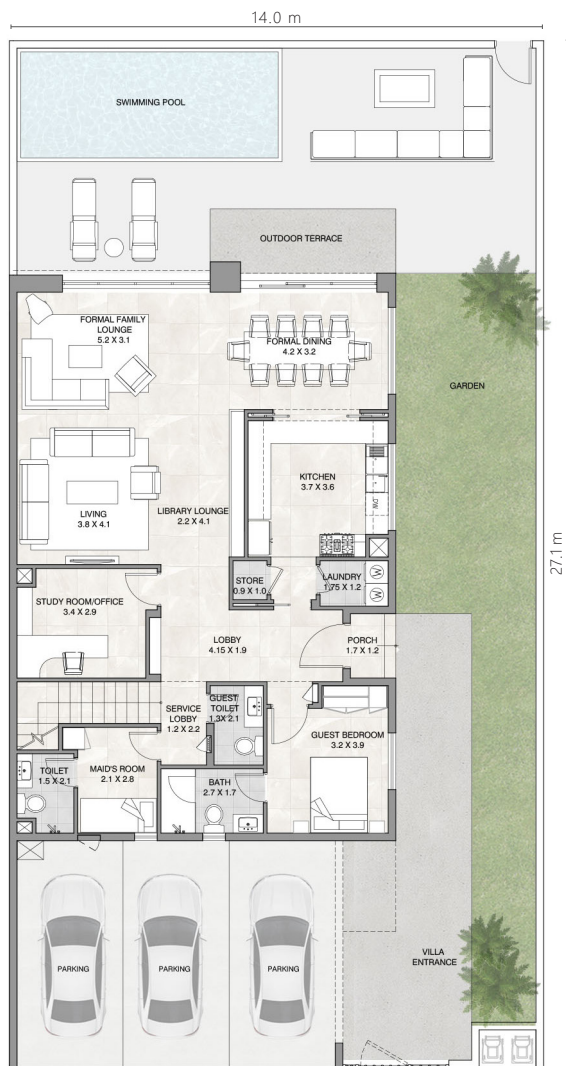 14.0 m
SWIMMING POOL
OUTDOOR TERRACE
FORMAL FAMILY
LOUNGE
5.2 X 3.1
FORMAL DINING
4.2 X 3.2
GARDEN
KITCHEN
3.7 X 3.6
DW
LIVING
3.8 X 4.1
LIBRARY LOUNGE
2.2 X 4.1
27.1 m
STORE
0.9 X 1.0
LAUNDRY
1.75 X 1.2
W
W
STUDY ROOM/OFFICE
3.4 X 2.9
LOBBY
4.15 X 1.9
PORCH
1.7 X 1.2
SERVICE
LOBBY
1.2 X 2.2
GUEST
TOILET
1.3X 2.1
GUEST BEDROOM
3.2 X 3.9
TOILET
1.5 X 2.1
MAID'S ROOM
2.1 X 2.8
BATH
2.7 X 1.7
PARKING
PARKING
PARKING
VILLA
ENTRANCE